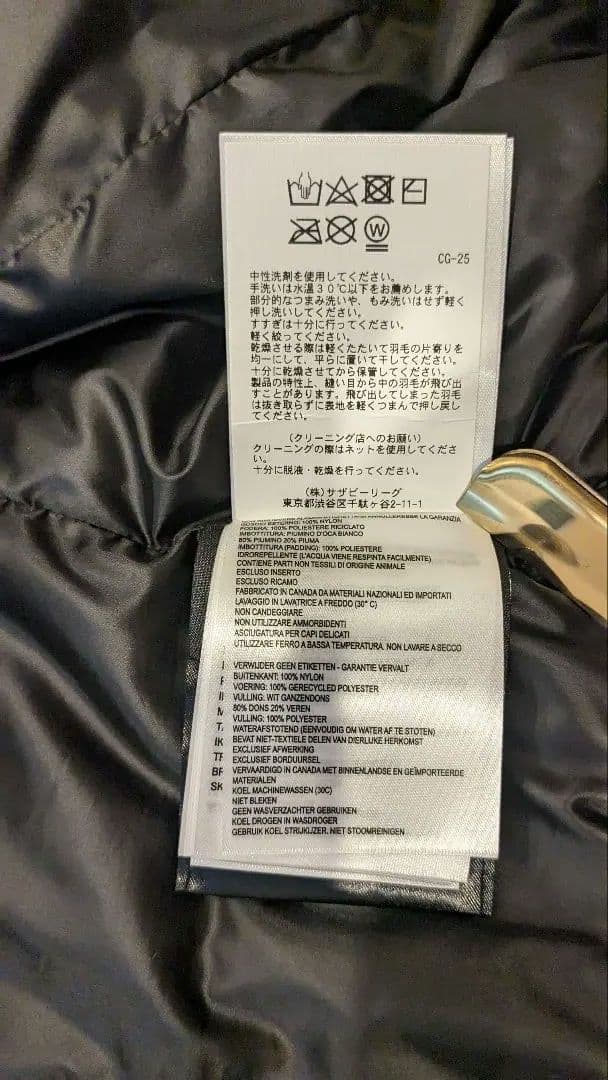 W
CG-25
中性洗剤を使用してください。
手洗いは水温30℃以下をお薦めします。
部分的なつまみ洗いや、もみ洗いはせず軽く
押し洗いしてください。
すすぎは十分に行ってください。
軽く絞ってください。
乾燥させる際は軽くたたいて羽毛の片寄りを
均一にして、平らに置いて干してください。
十分に乾燥させてから保管してください。
製品の特性上、縫い目から中の羽毛が飛び出
すことがあります。飛び出してしまった羽毛
は抜き取らずに表地を軽くつまんで押し戻し
てください。
(クリーニング店へのお願い)
クリーニングの際はネットを使用してくださ
い。
十分に脱液・乾燥を行ってください。
(株)サザビーリーグ
東京都渋谷区千駄ヶ谷2-11-1
LA GARANZIA
GUSCIO ESTERNO: 100% NYLON
FODERA: 100% POLIESTERE RICICLATO
IMBOTTITURA: PIUMINO D'OCA BIANCO
80% PIUMINO 20% PIUMA
IMBOTTITURA (PADDING): 100% POLIESTERE
IDROREPELLENTE (L'ACQUA VIENE RESPINTA FACILMENTE)
CONTIENE PARTI NON TESSILI DI ORIGINE ANIMALE
ESCLUSO INSERTO
ESCLUSO RICAMO
FABBRICATO IN CANADA DA MATERIALI NAZIONALI ED IMPORTATI
LAVAGGIO IN LAVATRICE A FREDDO (30° C)
NON CANDEGGIARE
NON UTILIZZARE AMMORBIDENTI
ASCIUGATURA PER CAPI DELICATI
UTILIZZARE FERRO A BASSA TEMPERATURA. NON LAVARE A SECCO
VERWIJDER GEEN ETIKETTEN - GARANTIE VERVALT
BUITENKANT: 100% NYLON
VOERING: 100% GERECYCLED POLYESTER
VULLING: WIT GANZENDONS
80% DONS 20% VEREN
VULLING: 100% POLYESTER
WATERAFSTOTEND (EENVOUDIG OM WATER AF TE STOTEN)
BEVAT NIET-TEXTIELE DELEN VAN DIERLIJKE HERKOMST
EXCLUSIEF AFWERKING
EXCLUSIEF BORDUURSEL
VERVAARDIGD IN CANADA MET BINNENLANDSE EN GEÏMPORTEERDE
MATERIALEN
KOEL MACHINEWASSEN (30C)
NIET BLEKEN
GEEN WASVERZACHTER GEBRUIKEN
KOEL DROGEN IN WASDROGER
GEBRUIK KOEL STRIJKIJZER. NIET STOOMREINIGEN